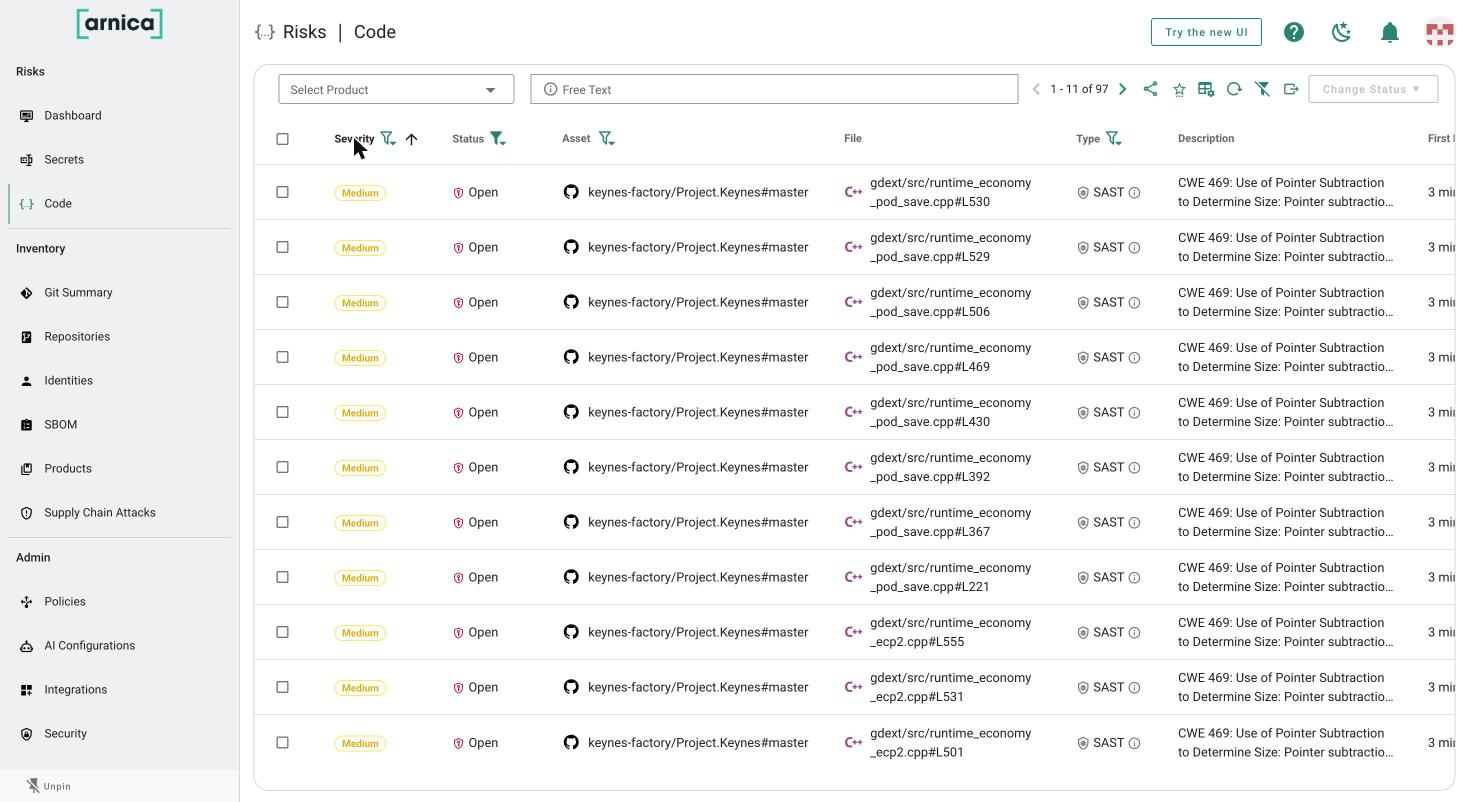 arnica
{..} Risks | Code
Try the new UI
Risks
Dashboard
Secrets
Code
Inventory
Git Summary
Repositories
Identities
SBOM
Products
Supply Chain Attacks
Admin
Policies
AI Configurations
Integrations
Security
Unpin
Select Product
Free Text
1 - 11 of 97
Change Status
Severity Status Asset File Type Description First
Medium Open keynes-factory/Project.Keynes#master C++ gdext/src/runtime_economy SAST CWE 469: Use of Pointer Subtraction 3
_pod_save.cpp#L530 to Determine Size: Pointer subtractio...
Medium Open keynes-factory/Project.Keynes#master C++ gdext/src/runtime_economy SAST CWE 469: Use of Pointer Subtraction 3
_pod_save.cpp#L529 to Determine Size: Pointer subtractio...
Medium Open keynes-factory/Project.Keynes#master C++ gdext/src/runtime_economy SAST CWE 469: Use of Pointer Subtraction 3
_pod_save.cpp#L506 to Determine Size: Pointer subtractio...
Medium Open keynes-factory/Project.Keynes#master C++ gdext/src/runtime_economy SAST CWE 469: Use of Pointer Subtraction 3
_pod_save.cpp#L469 to Determine Size: Pointer subtractio...
Medium Open keynes-factory/Project.Keynes#master C++ gdext/src/runtime_economy SAST CWE 469: Use of Pointer Subtraction 3
_pod_save.cpp#L430 to Determine Size: Pointer subtractio...
Medium Open keynes-factory/Project.Keynes#master C++ gdext/src/runtime_economy SAST CWE 469: Use of Pointer Subtraction 3
_pod_save.cpp#L392 to Determine Size: Pointer subtractio...
Medium Open keynes-factory/Project.Keynes#master C++ gdext/src/runtime_economy SAST CWE 469: Use of Pointer Subtraction 3
_pod_save.cpp#L367 to Determine Size: Pointer subtractio...
Medium Open keynes-factory/Project.Keynes#master C++ gdext/src/runtime_economy SAST CWE 469: Use of Pointer Subtraction 3
_pod_save.cpp#L221 to Determine Size: Pointer subtractio...
Medium Open keynes-factory/Project.Keynes#master C++ gdext/src/runtime_economy SAST CWE 469: Use of Pointer Subtraction 3
_ecp2.cpp#L555 to Determine Size: Pointer subtractio...
Medium Open keynes-factory/Project.Keynes#master C++ gdext/src/runtime_economy SAST CWE 469: Use of Pointer Subtraction 3
_ecp2.cpp#L531 to Determine Size: Pointer subtractio...
Medium Open keynes-factory/Project.Keynes#master C++ gdext/src/runtime_economy SAST CWE 469: Use of Pointer Subtraction 3
_ecp2.cpp#L501 to Determine Size: Pointer subtractio...